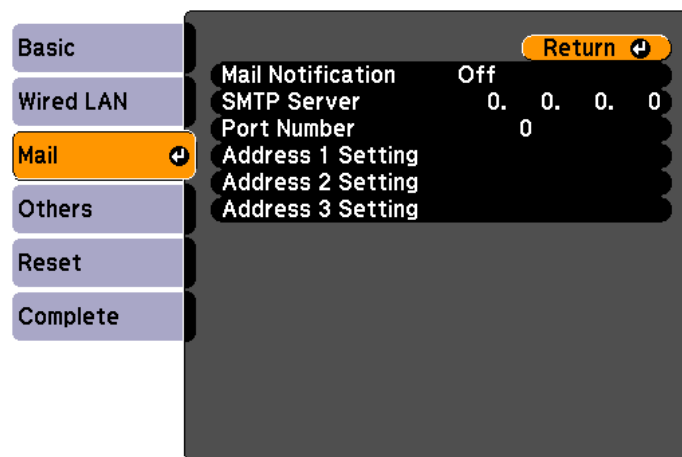 Basic
Wired LAN
Mail
Others
Reset
Complete
Return
Mail Notification Off
SMTP Server 0. 0. 0. 0
Port Number 0
Address 1 Setting
Address 2 Setting
Address 3 Setting